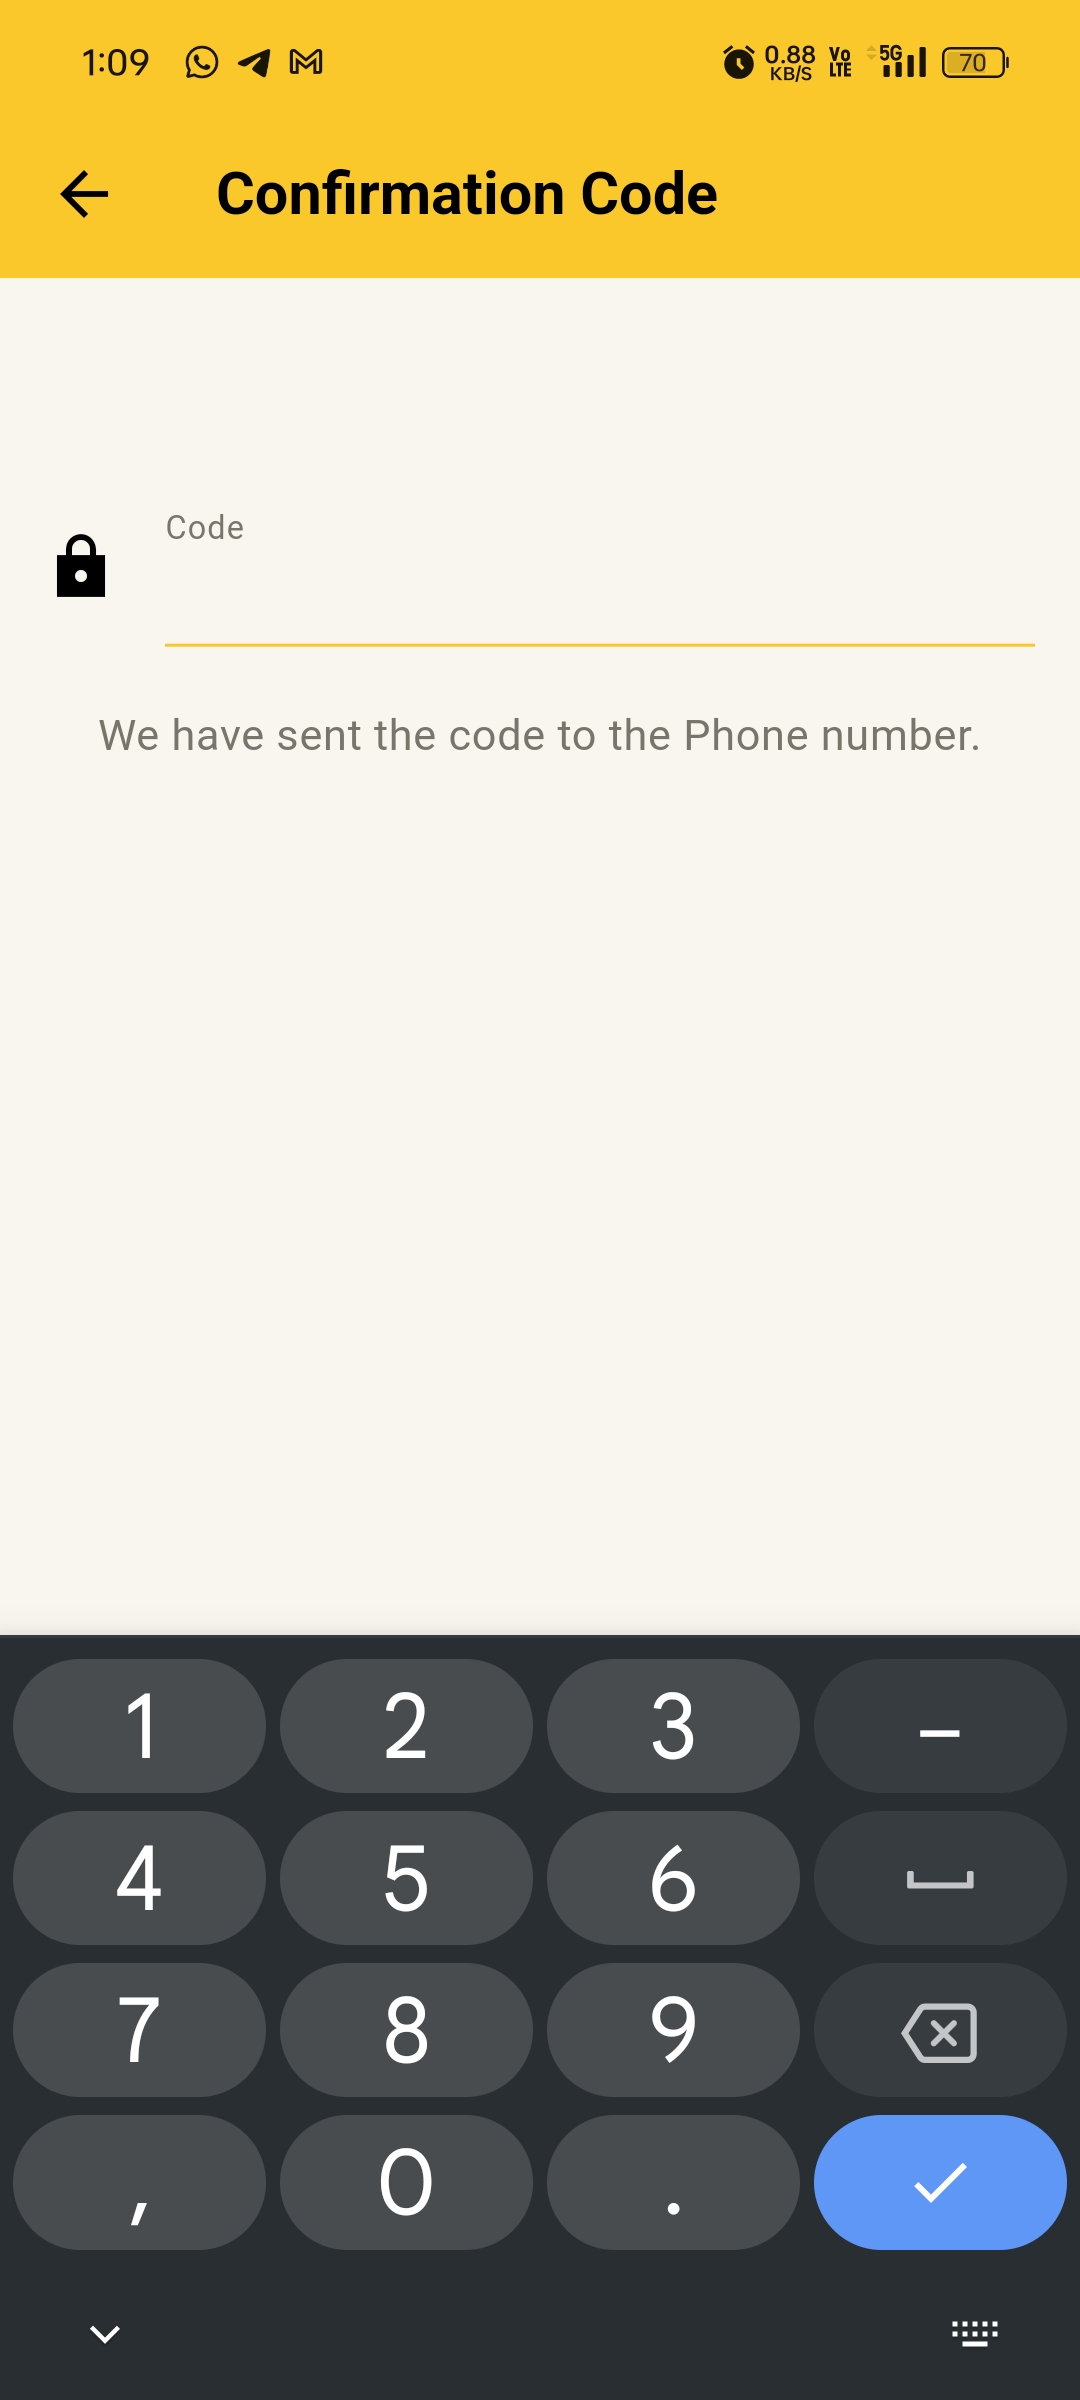 1:09 0.88 KB/S Vo LTE 5G 70
Confirmation Code
Code
We have sent the code to the Phone number.
1 2 3 –
4 5 6
7 8 9
, 0 .